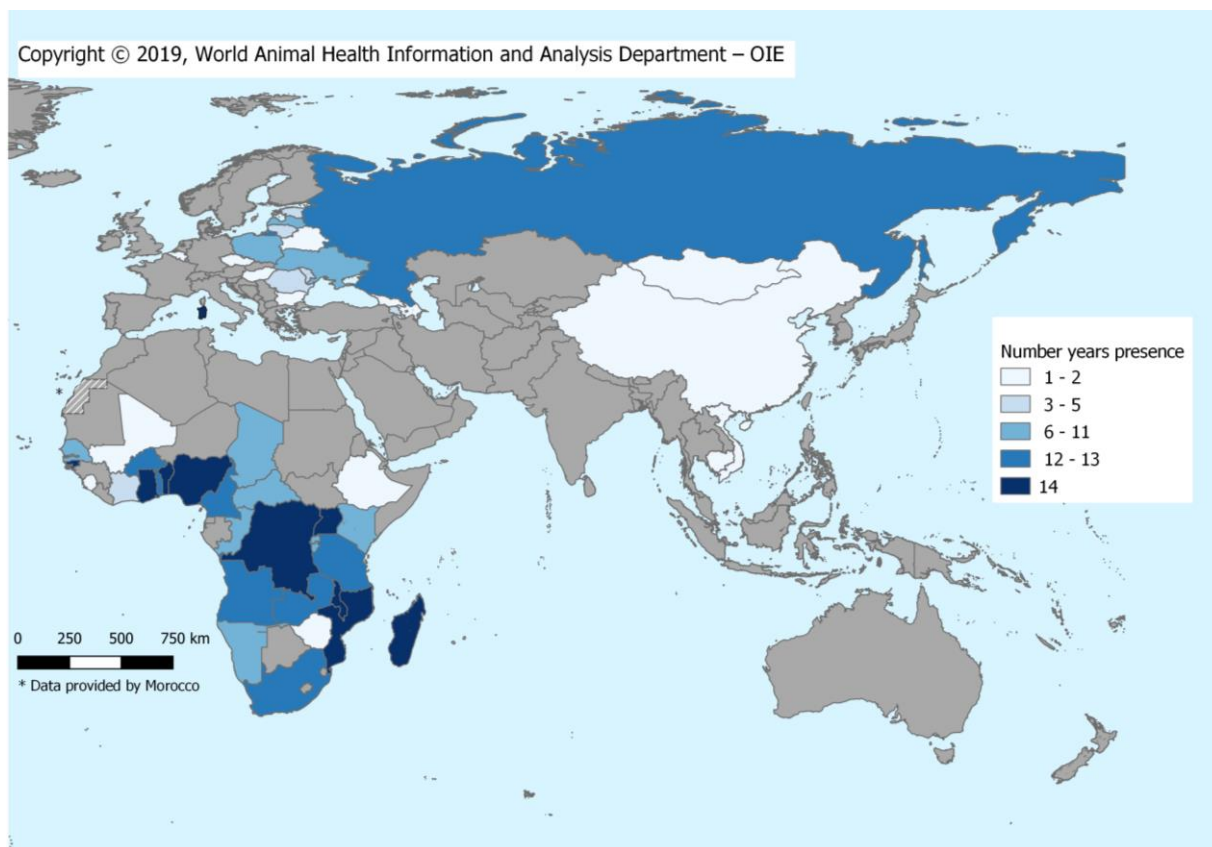 Copyright © 2019, World Animal Health Information and Analysis Department – OIE
Number years presence
1 - 2
3 - 5
6 - 11
12 - 13
14
*
0 250 500 750 km
* Data provided by Morocco